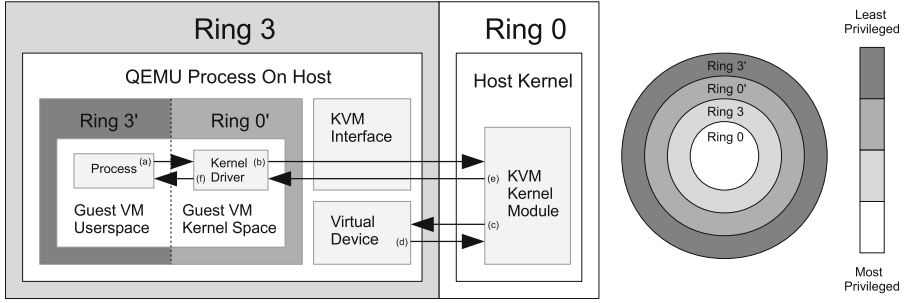 Ring 3
Ring 0
QEMU Process On Host
Host Kernel
Ring 3'
Ring 0'
KVM
Interface
Process
(a)
Kernel
Driver
(b)
(f)
(e)
KVM
Kernel
Module
Guest VM
Userspace
Guest VM
Kernel Space
Virtual
Device
(c)
(d)
Ring 3'
Ring 0'
Ring 3
Ring 0
Least
Privileged
Most
Privileged